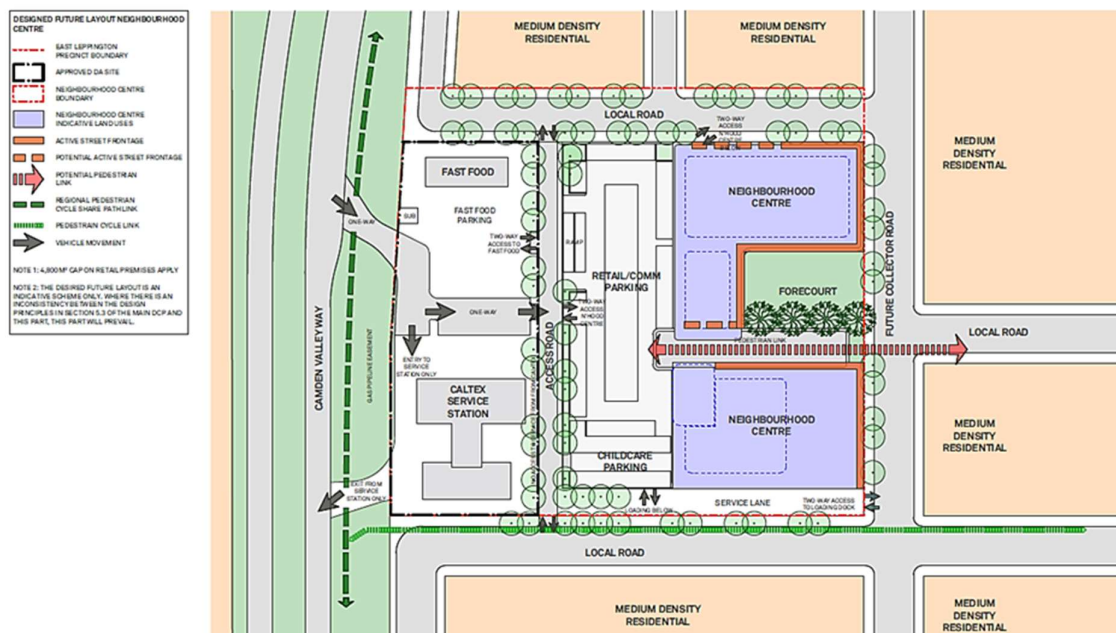 DESIGNED FUTURE LAYOUT NEIGHBOURHOOD
CENTRE
EAST LEPPINGTON
PRECINCT BOUNDARY
APPROVED DA SITE
NEIGHBOURHOOD CENTRE
BOUNDARY
NEIGHBOURHOOD CENTRE
INDICATIVE LAND USES
ACTIVE STREET FRONTAGE
POTENTIAL ACTIVE STREET FRONTAGE
POTENTIAL PEDESTRIAN
LINK
REGIONAL PEDESTRIAN
CYCLE SHARE PATH LINK
PEDESTRAIN CYCLE LINK
VEHICLE MOVEMENT
NOTE 1: 4,800M² CAP ON RETAIL PREMISES APPLY
NOTE 2: THE DESIRED FUTURE LAYOUT IS AN
INDICATIVE SCHEME ONLY. WHERE THERE IS AN
INCONSISTENCY BETWEEN THE DESIGN
PRINCIPLES IN SECTION 5.3 OF THE MAIN DCP AND
THIS PART, THIS PART WILL PREVAIL.
MEDIUM DENSITY
RESIDENTIAL
MEDIUM DENSITY
RESIDENTIAL
LOCAL ROAD
TWO-WAY
ACCESS
N'HOOD
CENTRE
MEDIUM
DENSITY
RESIDENTIAL
FAST FOOD
NEIGHBOURHOOD
CENTRE
FAST FOOD
PARKING
SUB
ONE-WAY
TWO-WAY
ACCESS TO
FAST FOOD
RAMP
RETAIL/COMM
PARKING
FORECOURT
FUTURE COLLECTOR ROAD
TWO-WAY
ACCESS
N'HOOD
CENTRE
ONE-WAY
LOCAL ROAD
PEDESTRIAN LINK
CAMDEN VALLEY WAY
GAS PIPELINE EASEMENT
ACCESS ROAD
ENTRY TO
SERVICE
STATION ONLY
CALTEX
SERVICE
STATION
NEIGHBOURHOOD
CENTRE
MEDIUM
DENSITY
RESIDENTIAL
CHILDCARE
PARKING
EXIT FROM
SERVICE
STATION ONLY
LOADING BELOW
SERVICE LANE
TWO-WAY ACCESS
TO LOADING DOCK
LOCAL ROAD
MEDIUM DENSITY
RESIDENTIAL
MEDIUM
DENSITY
RESIDENTIAL